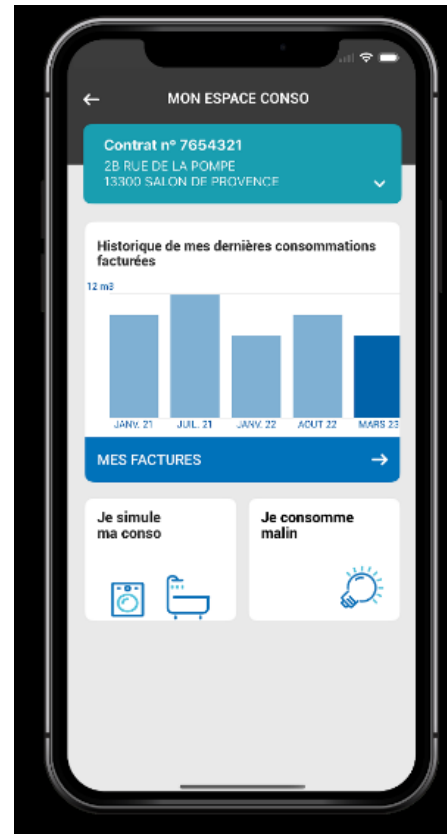 MON ESPACE CONSO
Contrat n° 7654321
2B RUE DE LA POMPE
13300 SALON DE PROVENCE
Historique de mes dernières consommations
facturées
12 m3
JANV. 21 JUIL. 21 JANV. 22 AOUT 22 MARS 23
MES FACTURES
Je simule
ma conso
Je consomme
malin